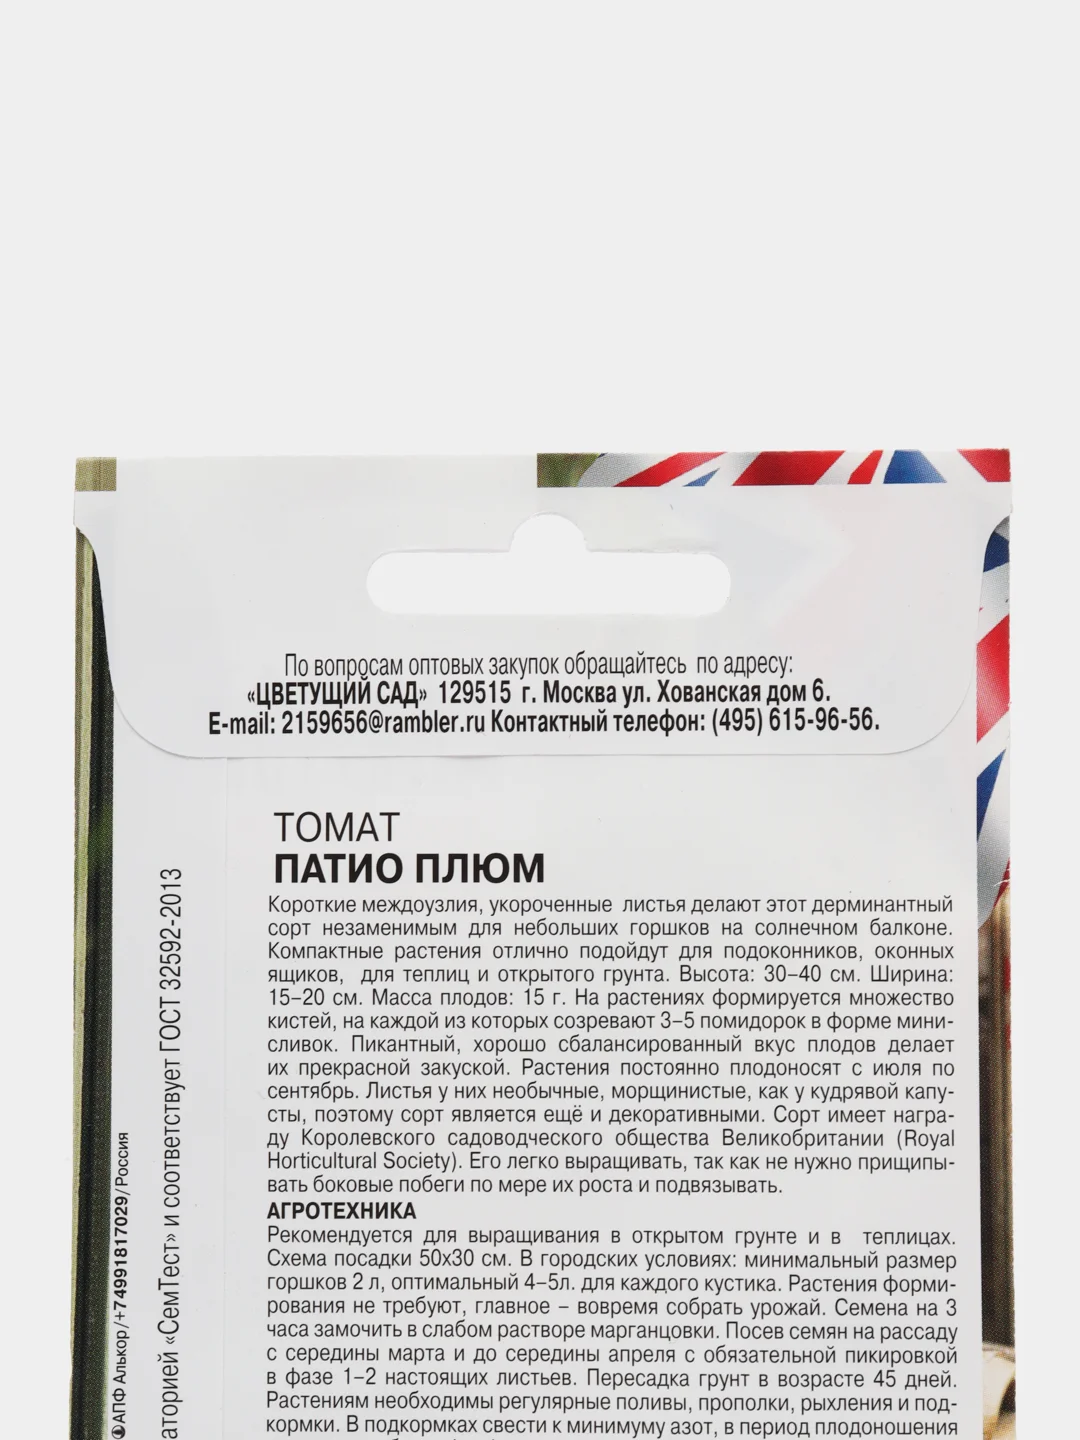 По вопросам оптовых закупок обращайтесь по адресу:
«ЦВЕТУЩИЙ САД» 129515 г. Москва ул. Хованская дом 6.
E-mail: 2159656@rambler.ru Контактный телефон: (495) 615-96-56.
ТОМАТ
ПАТИО ПЛЮМ
Короткие междоузлия, укороченные листья делают этот дерминантный
сорт незаменимым для небольших горшков на солнечном балконе.
Компактные растения отлично подойдут для подоконников, оконных
ящиков, для теплиц и открытого грунта. Высота: 30–40 см. Ширина:
15–20 см. Масса плодов: 15 г. На растениях формируется множество
кистей, на каждой из которых созревают 3–5 помидорок в форме мини-
сливок. Пикантный, хорошо сбалансированный вкус плодов делает
их прекрасной закуской. Растения постоянно плодоносят с июля по
сентябрь. Листья у них необычные, морщинистые, как у кудрявой капу-
сты, поэтому сорт является ещё и декоративными. Сорт имеет награ-
ду Королевского садоводческого общества Великобритании (Royal
Horticultural Society). Его легко выращивать, так как не нужно прищипы-
вать боковые побеги по мере их роста и подвязывать.
АГРОТЕХНИКА
Рекомендуется для выращивания в открытом грунте и в теплицах.
Схема посадки 50х30 см. В городских условиях: минимальный размер
горшков 2 л, оптимальный 4–5л. для каждого кустика. Растения форми-
рования не требуют, главное – вовремя собрать урожай. Семена на 3
часа замочить в слабом растворе марганцовки. Посев семян на рассаду
с середины марта и до середины апреля с обязательной пикировкой
в фазе 1–2 настоящих листьев. Пересадка грунт в возрасте 45 дней.
Растениям необходимы регулярные поливы, прополки, рыхления и под-
кормки. В подкормках свести к минимуму азот, в период плодоношения
аторией «СемТест» и соответствует ГОСТ 32592-2013
АПФ Алькор/+74991817029/Россия